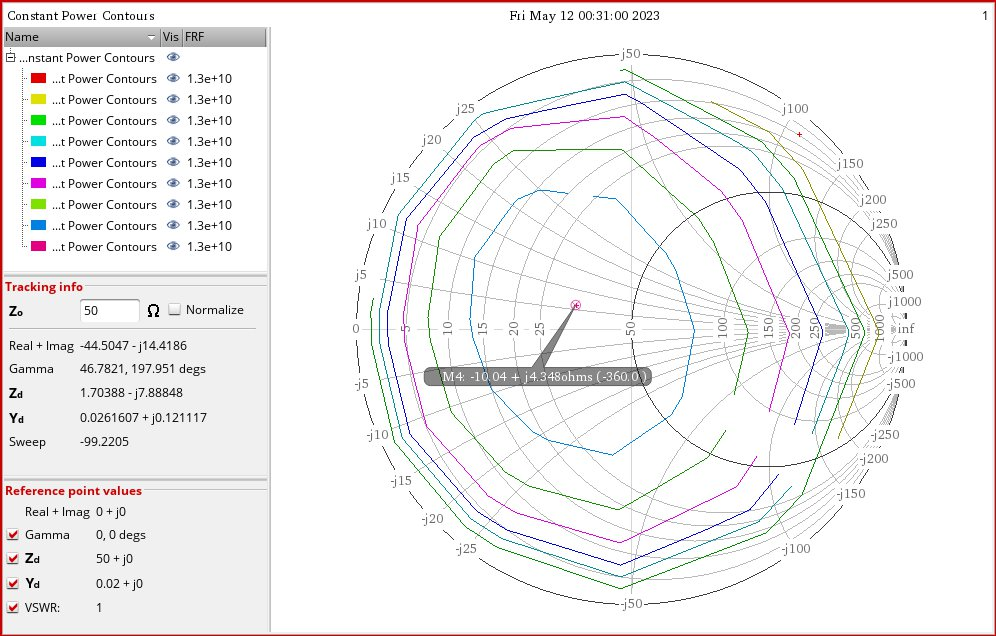 Constant Power Contours
Fri May 12 00:31:00 2023
1
Name Vis FRF
...nstant Power Contours
...t Power Contours 1.3e+10
...t Power Contours 1.3e+10
...t Power Contours 1.3e+10
...t Power Contours 1.3e+10
...t Power Contours 1.3e+10
...t Power Contours 1.3e+10
...t Power Contours 1.3e+10
...t Power Contours 1.3e+10
...t Power Contours 1.3e+10
Tracking info
Zo 50 Ω Normalize
Real + Imag -44.5047 - j14.4186
Gamma 46.7821, 197.951 degs
Zd 1.70388 - j7.88848
Yd 0.0261607 + j0.121117
Sweep -99.2205
Reference point values
Real + Imag 0 + j0
Gamma 0, 0 degs
Zd 50 + j0
Yd 0.02 + j0
VSWR: 1
j50
j25 j100
j20
j15 j150
j10 j200
j250
j5 j500
j1000
0 5 10 15 20 25 50 100 150 200 250 500 1000 inf
-j1000
-j5 -j500
M4: -10.04 + j4.348ohms (-360.0 )
-j10 -j250
-j15 -j200
-j20 -j150
-j25 -j100
-j50